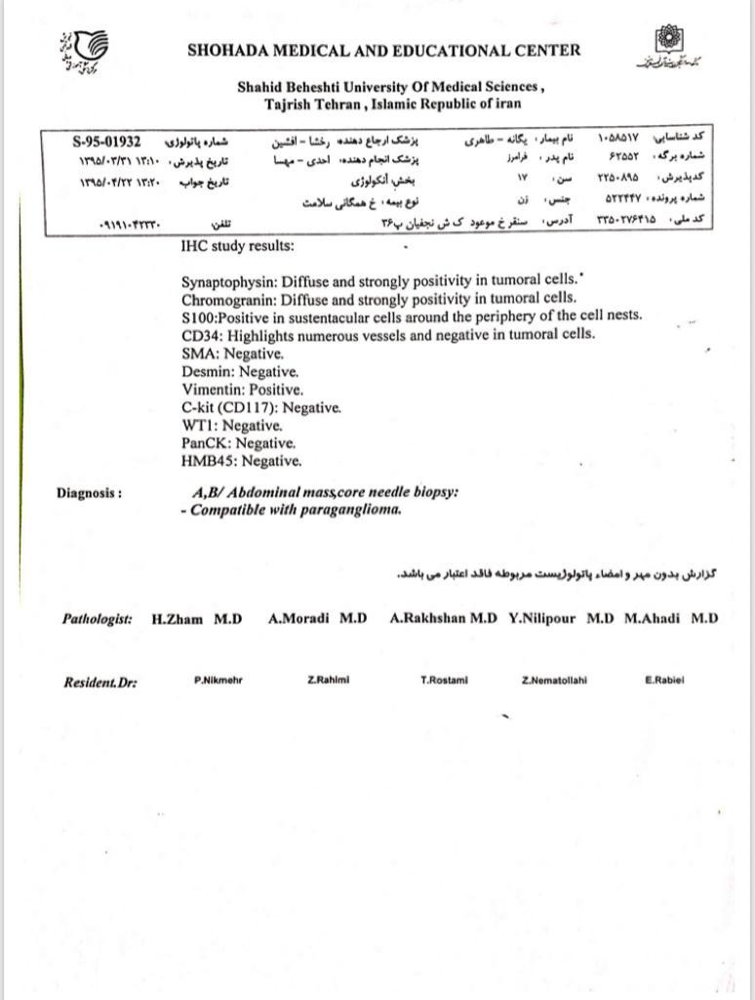 SHOHADA MEDICAL AND EDUCATIONAL CENTER
Shahid Beheshti University Of Medical Sciences ,
Tajrish Tehran , Islamic Republic of iran
کد شناسایی: ۱۰۵۸۵۱۷ نام بیمار: یگانه - طاهری پزشک ارجاع دهنده: رخشا - افشین شماره پاتولوژی: S-95-01932
شماره برگه: ۶۲۵۵۲ نام پدر: فرامرز پزشک انجام دهنده: احدی - مهسا تاریخ پذیرش: ۱۳:۱۰ ۱۳۹۵/۰۳/۳۱
کدپذیرش: ۲۲۵۰۸۹۵ سن: ۱۷ بخش آنکولوژی تاریخ جواب: ۱۳:۲۰ ۱۳۹۵/۰۴/۲۲
شماره پرونده: ۵۲۲۴۴۷ جنس: زن نوع بیمه: خ همگانی سلامت
کد ملی: ۳۳۵۰۲۷۶۴۱۵ آدرس: سنقر خ موعود ک ش نجفیان پ۳۶ تلفن: ۰۹۱۹۱۰۴۲۳۳۰
IHC study results:
Synaptophysin: Diffuse and strongly positivity in tumoral cells.
Chromogranin: Diffuse and strongly positivity in tumoral cells.
S100:Positive in sustentacular cells around the periphery of the cell nests.
CD34: Highlights numerous vessels and negative in tumoral cells.
SMA: Negative.
Desmin: Negative.
Vimentin: Positive.
C-kit (CD117): Negative.
WT1: Negative.
PanCK: Negative.
HMB45: Negative.
Diagnosis : A,B/ Abdominal mass,core needle biopsy:
- Compatible with paraganglioma.
گزارش بدون مهر و امضاء پاتولوژیست مربوطه فاقد اعتبار می باشد.
Pathologist: H.Zham M.D A.Moradi M.D A.Rakhshan M.D Y.Nilipour M.D M.Ahadi M.D
Resident.Dr: P.Nikmehr Z.Rahimi T.Rostami Z.Nematollahi E.Rabiei